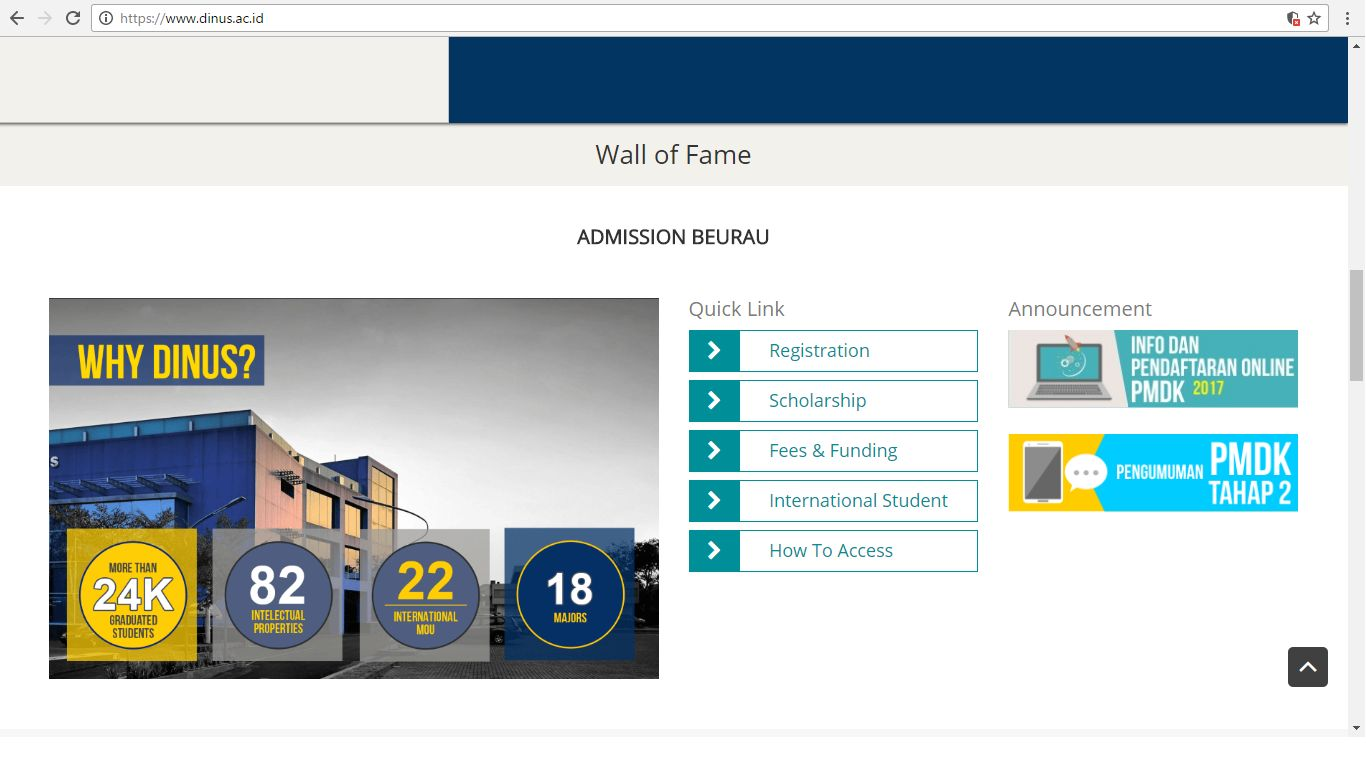 https://www.dinus.ac.id
Wall of Fame
ADMISSION BEURAU
WHY DINUS?
S
MORE THAN
24K
GRADUATED
STUDENTS
82
INTELECTUAL
PROPERTIES
22
INTERNATIONAL
MOU
18
MAJORS
Quick Link
Registration
Scholarship
Fees & Funding
International Student
How To Access
Announcement
INFO DAN
PENDAFTARAN ONLINE
PMDK 2017
PENGUMUMAN PMDK
TAHAP 2